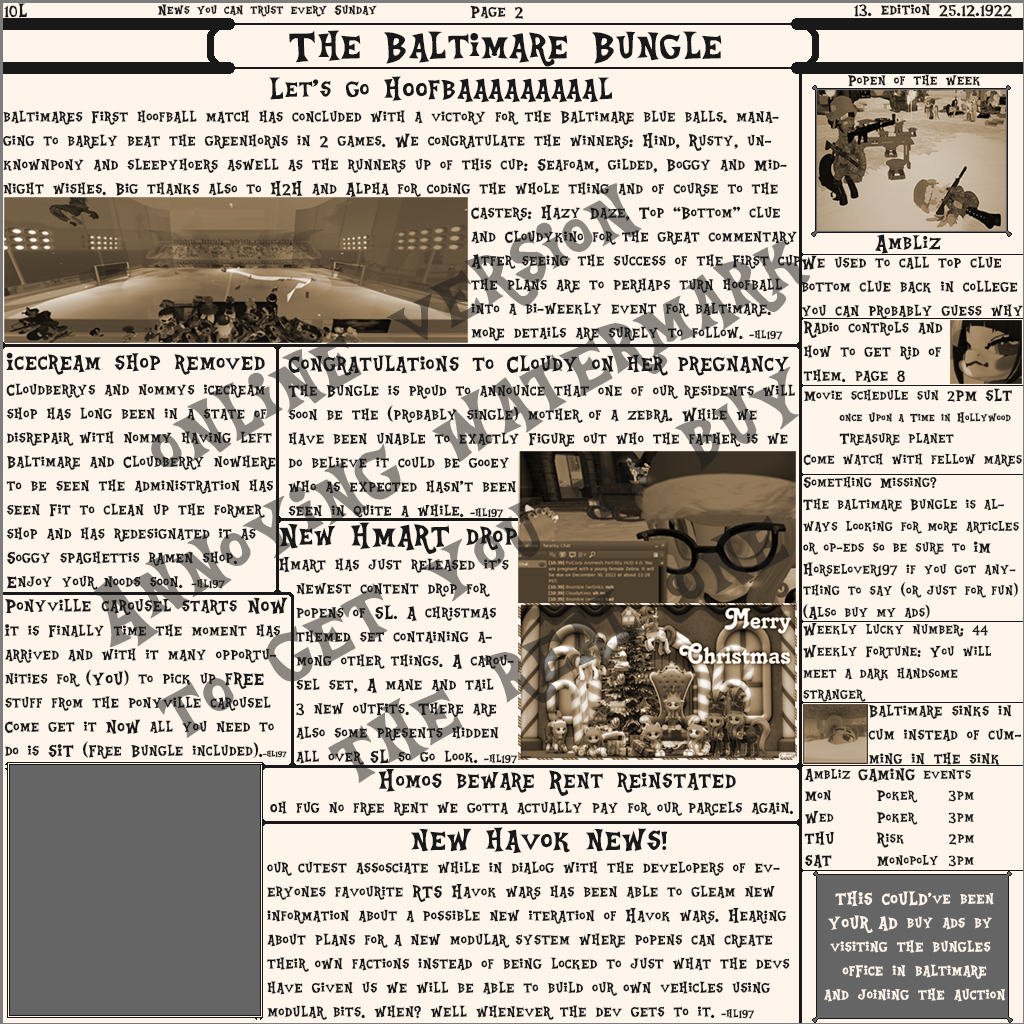 10L
News you can trust every Sunday
PAGE 2
13. EDITION 25.12.1922
THE BALTIMARE BUNGLE
LET'S GO HOOFBAAAAAAAAAL
BALTIMARES FIRST HOOFBALL MATCH HAS CONCLUDED WITH A VICTORY FOR THE BALTIMARE BLUE BALLS. MANA-
GING TO BARELY BEAT THE GREENHORNS IN 2 GAMES. WE CONGRATULATE THE WINNERS: HIND, RUSTY, UN-
KNOWNPONY AND SLEEPYHOERS ASWELL AS THE RUNNERS UP OF THIS CUP: SEAFOAM, GILDED, BOGGY AND MID-
NIGHT WISHES. BIG THANKS ALSO TO H2H AND ALPHA FOR CODING THE WHOLE THING AND OF COURSE TO THE
CASTERS: HAZY DAZE, TOP "BOTTOM" CLUE
AND CLOUDYKINO FOR THE GREAT COMMENTARY
ATFER SEEING THE SUCCESS OF THE FIRST CUP
THE PLANS ARE TO PERHAPS TURN HOOFBALL
INTO A BI-WEEKLY EVENT FOR BALTIMARE.
MORE DETAILS ARE SURELY TO FOLLOW. -HL197
ICECREAM SHOP REMOVED
CLOUDBERRYS AND NOMMYS ICECREAM
SHOP HAS LONG BEEN IN A STATE OF
DISREPAIR WITH NOMMY HAVING LEFT
BALTIMARE AND CLOUDBERRY NOWHERE
TO BE SEEN THE ADMINISTRATION HAS
SEEN FIT TO CLEAN UP THE FORMER
SHOP AND HAS REDESIGNATED IT AS
SOGGY SPAGHETTIS RAMEN SHOP.
ENJOY YOUR NOODS SOON. -HL197
CONGRATULATIONS TO CLOUDY ON HER PREGNANCY
THE BUNGLE IS PROUD TO ANNOUNCE THAT ONE OF OUR RESIDENTS WILL
SOON BE THE (PROBABLY SINGLE) MOTHER OF A ZEBRA. WHILE WE
HAVE BEEN UNABLE TO EXACTLY FIGURE OUT WHO THE FATHER IS WE
DO BELIEVE IT COULD BE GOOEY
WHO AS EXPECTED HASN'T BEEN
SEEN IN QUITE A WHILE. -HL197
Nearby Chat
NEW HMART DROP
HMART HAS JUST RELEASED IT'S
NEWEST CONTENT DROP FOR
POPENS OF SL. A CHRISTMAS
THEMED SET CONTAINING A-
MONG OTHER THINGS. A CAROU-
SEL SET, A MANE AND TAIL
3 NEW OUTFITS. THERE ARE
ALSO SOME PRESENTS HIDDEN
ALL OVER SL SO GO LOOK. -HL197
Merry
Christmas
PONYVILLE CAROUSEL STARTS NOW
IT IS FINALLY TIME THE MOMENT HAS
ARRIVED AND WITH IT MANY OPPORTU-
NITIES FOR (YOU) TO PICK UP FREE
STUFF FROM THE PONYVILLE CAROUSEL
COME GET IT NOW ALL YOU NEED TO
DO IS SIT (FREE BUNGLE INCLUDED).-HL197
HOMOS BEWARE RENT REINSTATED
OH FUG NO FREE RENT WE GOTTA ACTUALLY PAY FOR OUR PARCELS AGAIN.
NEW HAVOK NEWS!
OUR CUTEST ASSOSCIATE WHILE IN DIALOG WITH THE DEVELOPERS OF EV-
ERYONES FAVOURITE RTS HAVOK WARS HAS BEEN ABLE TO GLEAM NEW
INFORMATION ABOUT A POSSIBLE NEW ITERATION OF HAVOK WARS. HEARING
ABOUT PLANS FOR A NEW MODULAR SYSTEM WHERE POPENS CAN CREATE
THEIR OWN FACTIONS INSTEAD OF BEING LOCKED TO JUST WHAT THE DEVS
HAVE GIVEN US WE WILL BE ABLE TO BUILD OUR OWN VEHICLES USING
MODULAR BITS. WHEN? WELL WHENEVER THE DEV GETS TO IT. -HL197
POPEN OF THE WEEK
AMBLIZ
WE USED TO CALL TOP CLUE
BOTTOM CLUE BACK IN COLLEGE
YOU CAN PROBABLY GUESS WHY
RADIO CONTROLS AND
HOW TO GET RID OF
THEM. PAGE 8
MOVIE SCHEDULE SUN 2PM SLT
ONCE UPON A TIME IN HOLLYWOOD
TREASURE PLANET
COME WATCH WITH FELLOW MARES
SOMETHING MISSING?
THE BALTIMARE BUNGLE IS AL-
WAYS LOOKING FOR MORE ARTICLES
OR OP-EDS SO BE SURE TO IM
HORSELOVER197 IF YOU GOT ANY-
THING TO SAY (OR JUST FOR FUN)
(ALSO BUY MY ADS)
WEEKLY LUCKY NUMBER: 44
WEEKLY FORTUNE: YOU WILL
MEET A DARK HANDSOME
STRANGER
BALTIMARE SINKS IN
CUM INSTEAD OF CUM-
MING IN THE SINK
AMBLIZ GAMING EVENTS
MON POKER 3PM
WED POKER 3PM
THU RISK 2PM
SAT MONOPOLY 3PM
THIS COULD'VE BEEN
YOUR AD BUY ADS BY
VISITING THE BUNGLES
OFFICE IN BALTIMARE
AND JOINING THE AUCTION
ONLINE VERSION
ANNOYING WATERMARK
TO GET YOU TO BUY
THE REAL